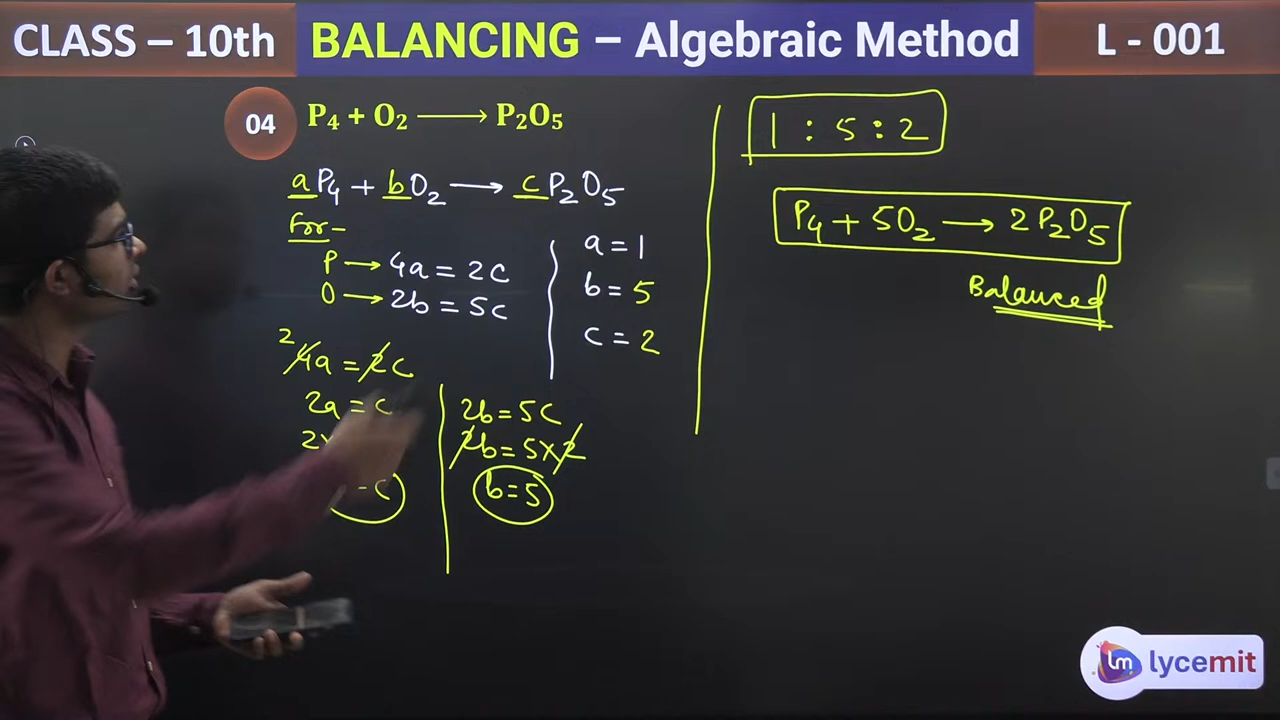 CLASS – 10th BALANCING – Algebraic Method L - 001
04 P₄ + O₂ ⟶ P₂O₅
aP₄ + bO₂ ⟶ cP₂O₅
For–
P → 4a = 2c
O → 2b = 5c
a = 1
b = 5
c = 2
2
4a = 2c
2a = c
2×
= c
2b = 5c
2b = 5×2
b = 5
1 : 5 : 2
P₄ + 5O₂ ⟶ 2P₂O₅
Balanced
lm lycemit